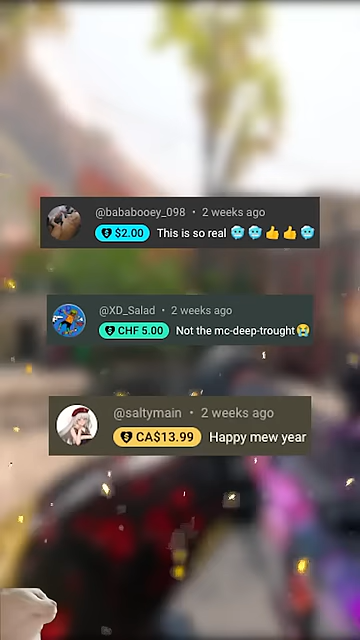 @bababooey_098 • 2 weeks ago
$2.00 This is so real 🥶🥶👍👍🥶
@XD_Salad • 2 weeks ago
CHF 5.00 Not the mc-deep-trought😭
@saltymain • 2 weeks ago
CA$13.99 Happy mew year